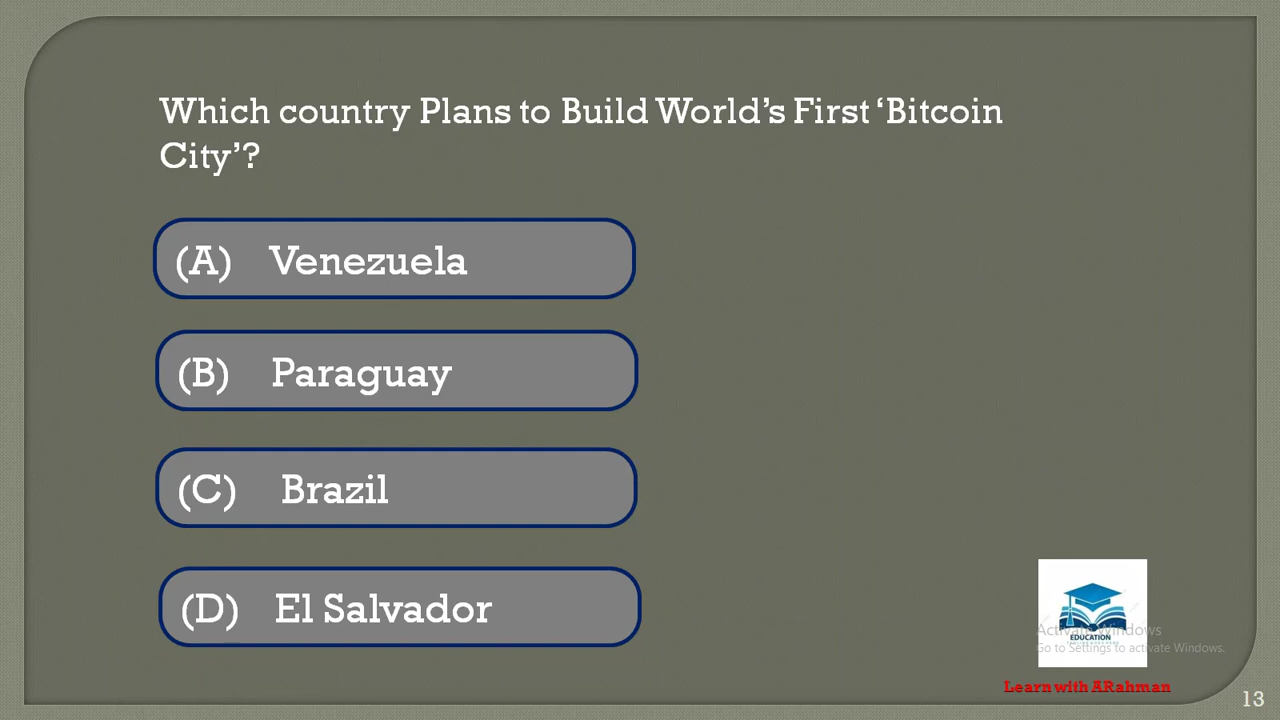 Which country Plans to Build World’s First ‘Bitcoin
City’?
(A) Venezuela
(B) Paraguay
(C) Brazil
(D) El Salvador
EDUCATION
Activate Windows
Go to Settings to activate Windows.
Learn with ARahman
13